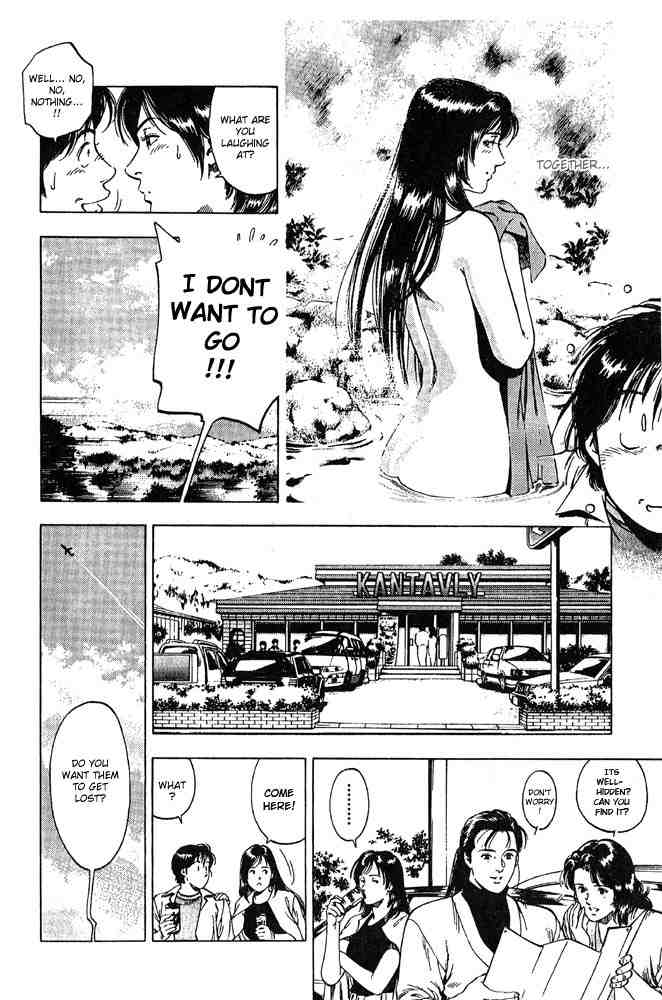 TOGETHER...
WHAT ARE
YOU
LAUGHING
AT?
WELL... NO,
NO,
NOTHING...
!!
I DONT
WANT TO
GO
!!!
KANTAVLY
DO YOU
WANT THEM
TO GET
LOST?
ITS
WELL-
HIDDEN?
CAN YOU
FIND IT?
DON'T
WORRY
!
........
COME
HERE!
WHAT
?